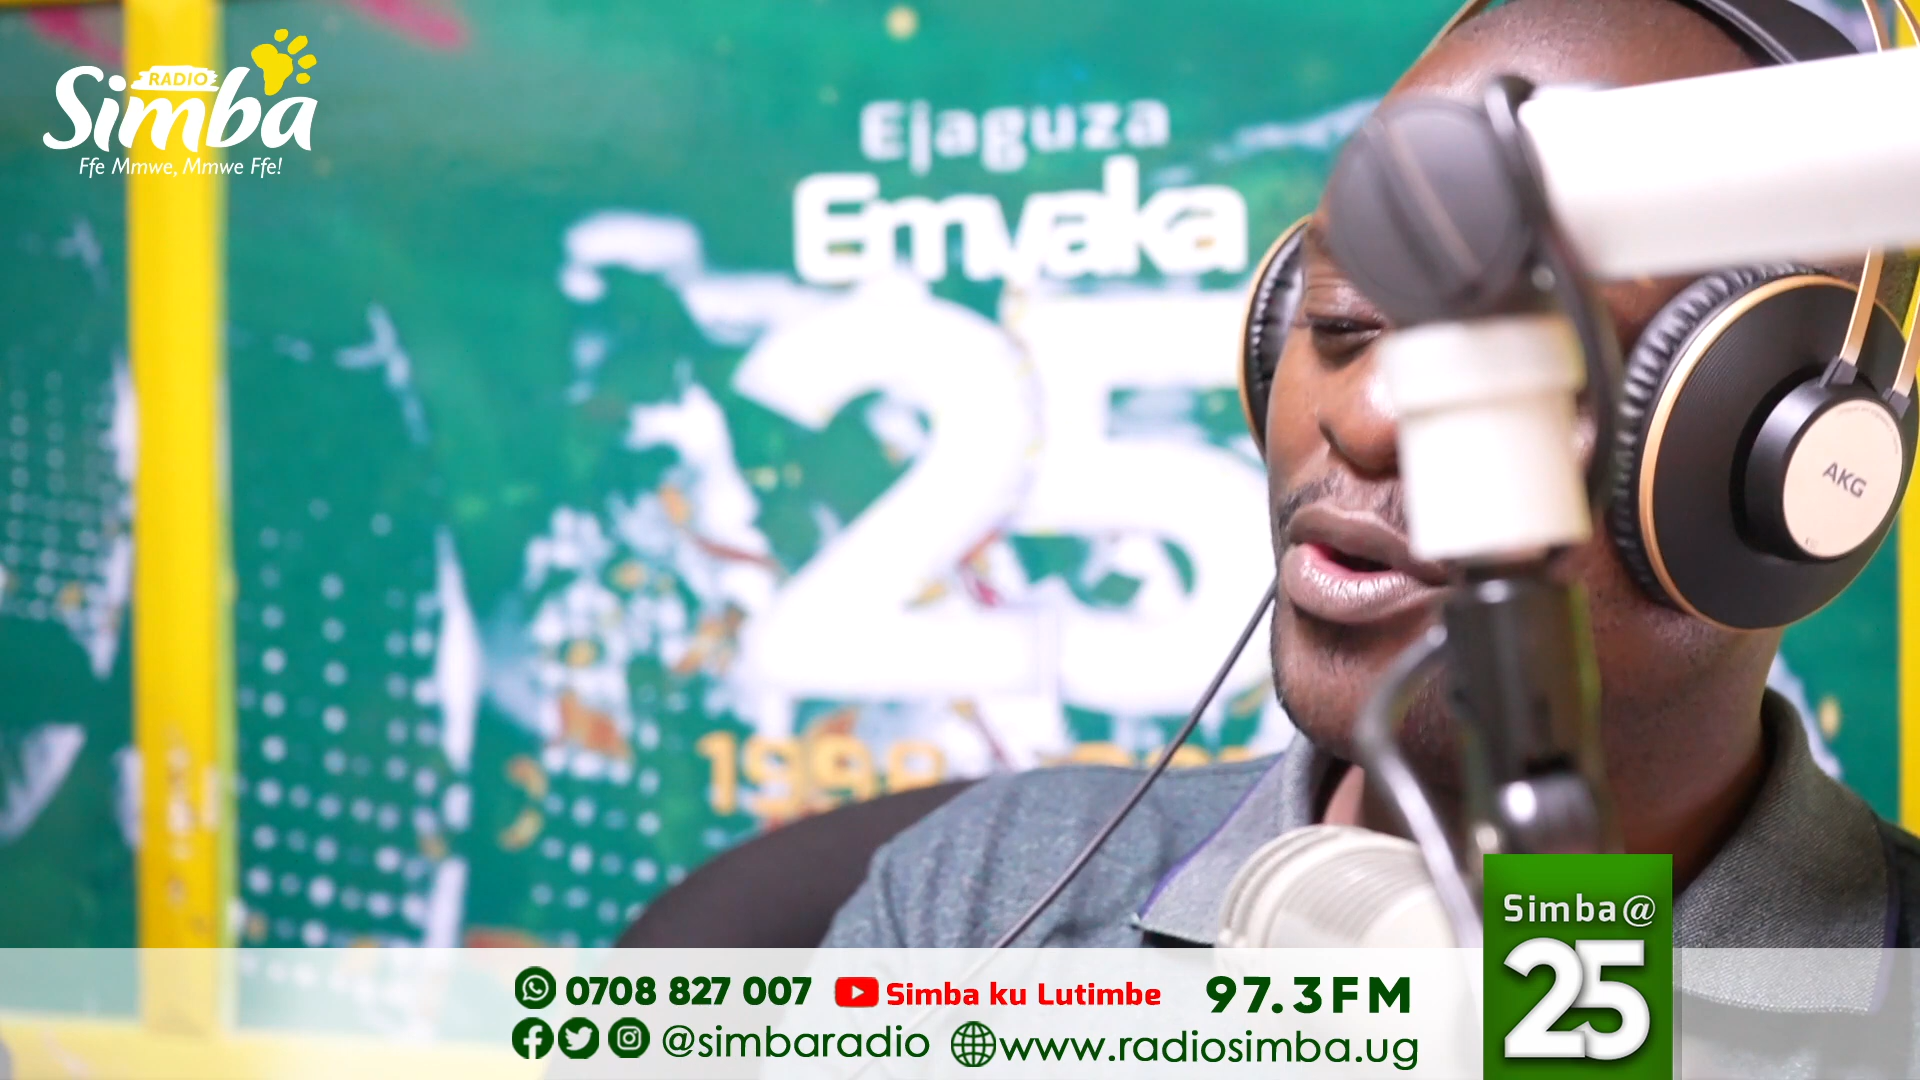 RADIO
Simba
Ffe Mmwe, Mmwe Ffe!
Ejaguza
Emyaka
25
AKG
Simba@
25
0708 827 007
Simba ku Lutimbe
97.3FM
@simbaradio
www.radiosimba.ug